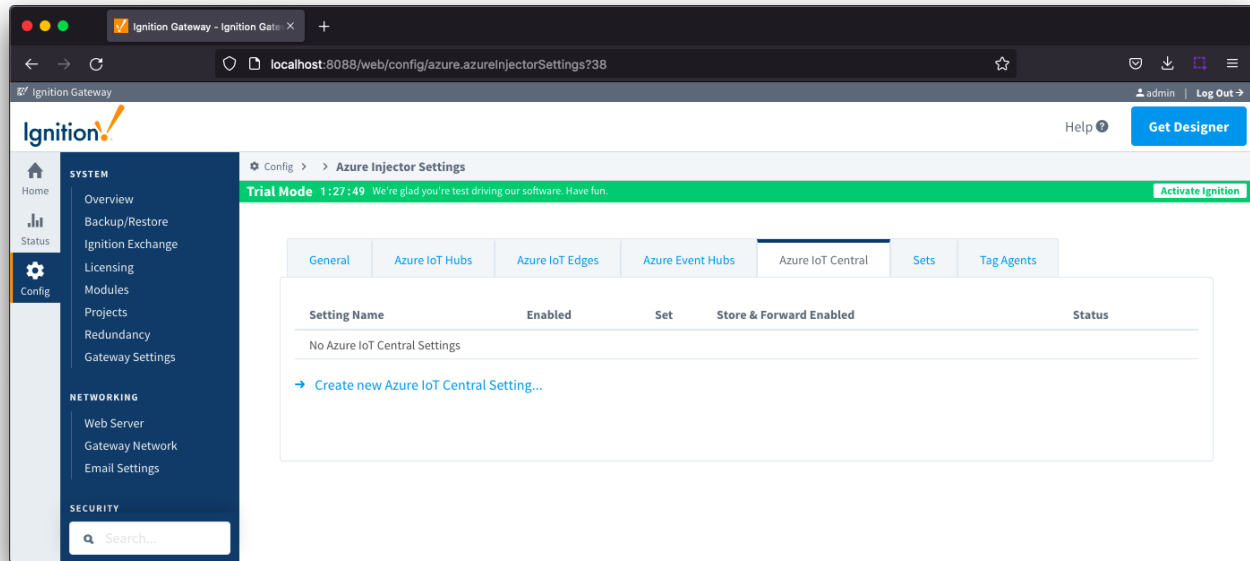 Ignition Gateway - Ignition Gate
localhost:8088/web/config/azure.azureInjectorSettings?38
Ignition Gateway
admin | Log Out
Ignition!
Help
Get Designer
Home
Status
Config
SYSTEM
Overview
Backup/Restore
Ignition Exchange
Licensing
Modules
Projects
Redundancy
Gateway Settings
NETWORKING
Web Server
Gateway Network
Email Settings
SECURITY
Search...
Config > > Azure Injector Settings
Trial Mode 1:27:49 We're glad you're test driving our software. Have fun.
Activate Ignition
General Azure IoT Hubs Azure IoT Edges Azure Event Hubs Azure IoT Central Sets Tag Agents
Setting Name Enabled Set Store & Forward Enabled Status
No Azure IoT Central Settings
Create new Azure IoT Central Setting...